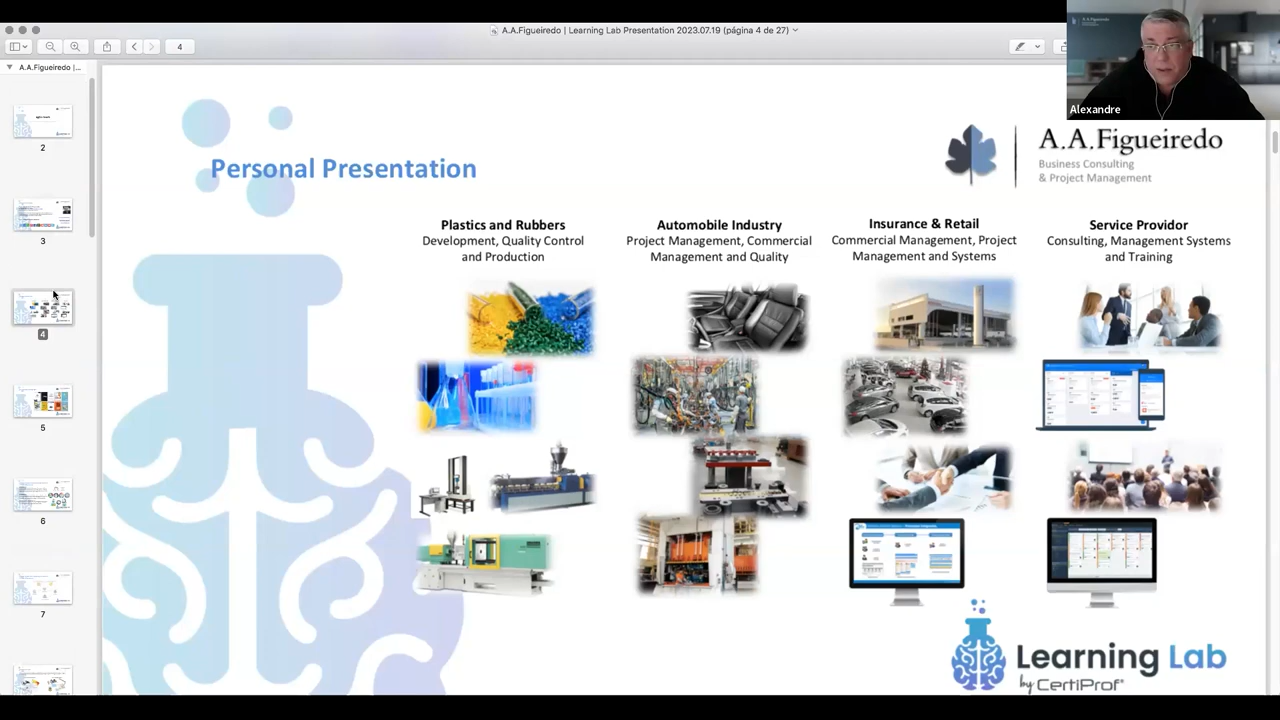 A.A.Figueiredo | Learning Lab Presentation 2023.07.19 (página 4 de 27)
4
A.A.Figueiredo |...
2
3
4
5
6
7
Alexandre
A.A.Figueiredo
Business Consulting
& Project Management
Personal Presentation
Plastics and Rubbers
Development, Quality Control
and Production
Automobile Industry
Project Management, Commercial
Management and Quality
Insurance & Retail
Commercial Management, Project
Management and Systems
Service Providor
Consulting, Management Systems
and Training
Learning Lab
by CertiProf®